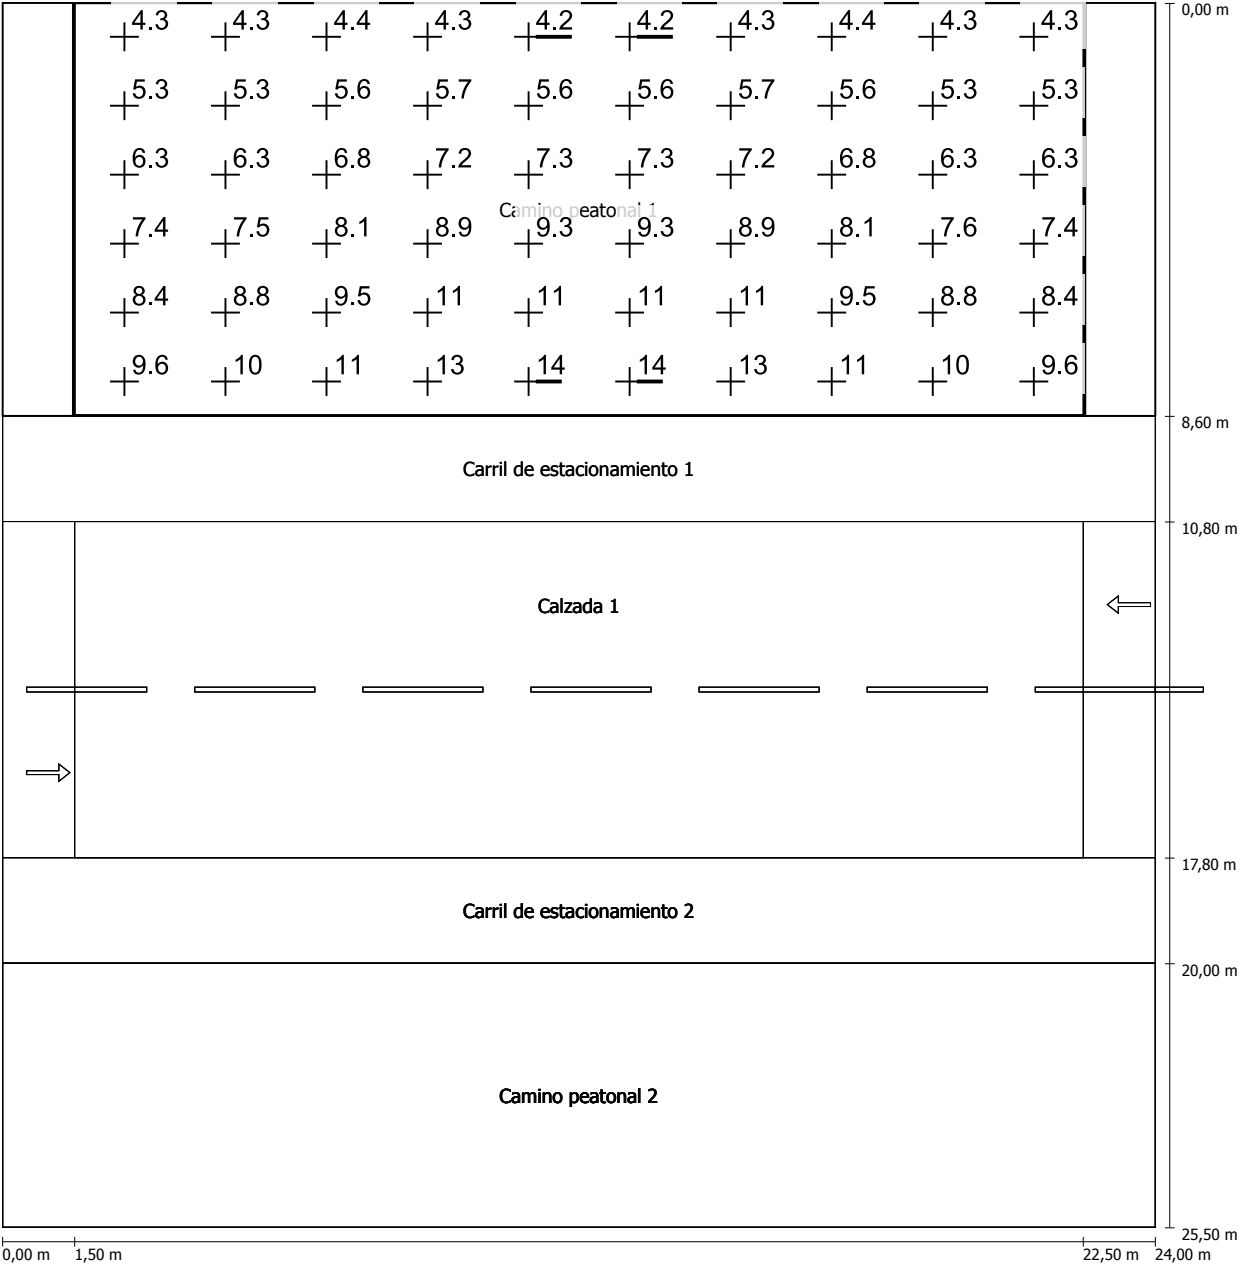 4.3 4.3 4.4 4.3 4.2 4.2 4.3 4.4 4.3 4.3
0,00 m
5.3 5.3 5.6 5.7 5.6 5.6 5.7 5.6 5.3 5.3
6.3 6.3 6.8 7.2 7.3 7.3 7.2 6.8 6.3 6.3
Camino peatonal 1
7.4 7.5 8.1 8.9 9.3 9.3 8.9 8.1 7.6 7.4
8.4 8.8 9.5 11 11 11 11 9.5 8.8 8.4
9.6 10 11 13 14 14 13 11 10 9.6
8,60 m
Carril de estacionamiento 1
10,80 m
Calzada 1
17,80 m
Carril de estacionamiento 2
20,00 m
Camino peatonal 2
25,50 m
0,00 m 1,50 m 22,50 m 24,00 m